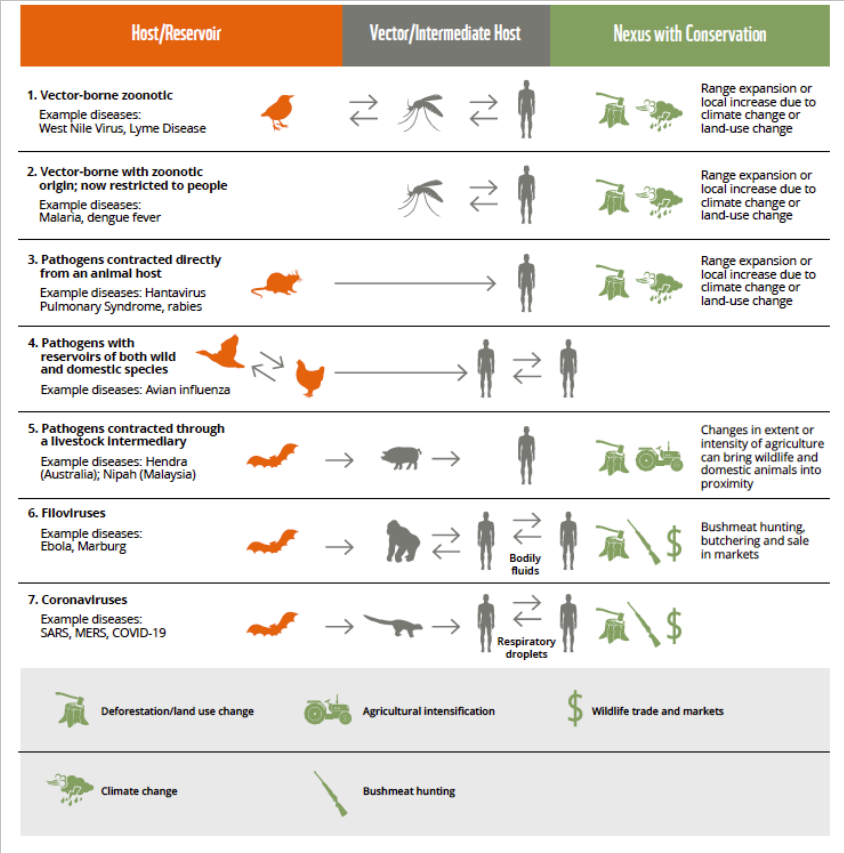 Host/Reservoir
Vector/Intermediate Host
Nexus with Conservation
1. Vector-borne zoonotic
Example diseases:
West Nile Virus, Lyme Disease
Range expansion or
local increase due to
climate change or
land-use change
2. Vector-borne with zoonotic
origin; now restricted to people
Example diseases:
Malaria, dengue fever
Range expansion or
local increase due to
climate change or
land-use change
3. Pathogens contracted directly
from an animal host
Example diseases: Hantavirus
Pulmonary Syndrome, rabies
Range expansion or
local increase due to
climate change or
land-use change
4. Pathogens with
reservoirs of both wild
and domestic species
Example diseases: Avian influenza
5. Pathogens contracted through
a livestock intermediary
Example diseases: Hendra
(Australia); Nipah (Malaysia)
Changes in extent or
intensity of agriculture
can bring wildlife and
domestic animals into
proximity
6. Filoviruses
Example diseases:
Ebola, Marburg
Bodily
fluids
$
Bushmeat hunting,
butchering and sale
in markets
7. Coronaviruses
Example diseases:
SARS, MERS, COVID-19
Respiratory
droplets
$
Deforestation/land use change
Agricultural intensification
$ Wildlife trade and markets
Climate change
Bushmeat hunting